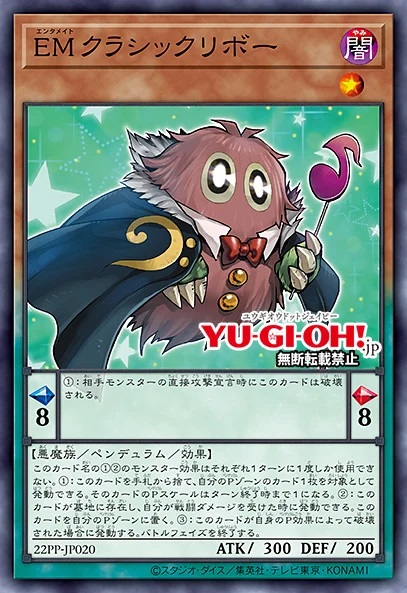 エンタメイト
EMクラシックリボー
やみ
闇
ユウギオウドットジェイピー
YU-GI-OH!.jp
無断転載禁止
①：相手モンスターの直接攻撃宣言時にこのカードは破壊
される。
8
8
【悪魔族／ペンデュラム／効果】
このカード名の①②のモンスター効果はそれぞれ1ターンに1度しか使用でき
ない。①：このカードを手札から捨て、自分のPゾーンのカード1枚を対象として
発動できる。そのカードのPスケールはターン終了時まで1になる。②：この
カードが墓地に存在し、自分が戦闘ダメージを受けた時に発動できる。この
カードを自分のPゾーンに置く。③：このカードが自身のP効果によって破壊
された場合に発動する。バトルフェイズを終了する。
22PP-JP020
ATK/ 300 DEF/ 200
©スタジオ・ダイス／集英社・テレビ東京・KONAMI